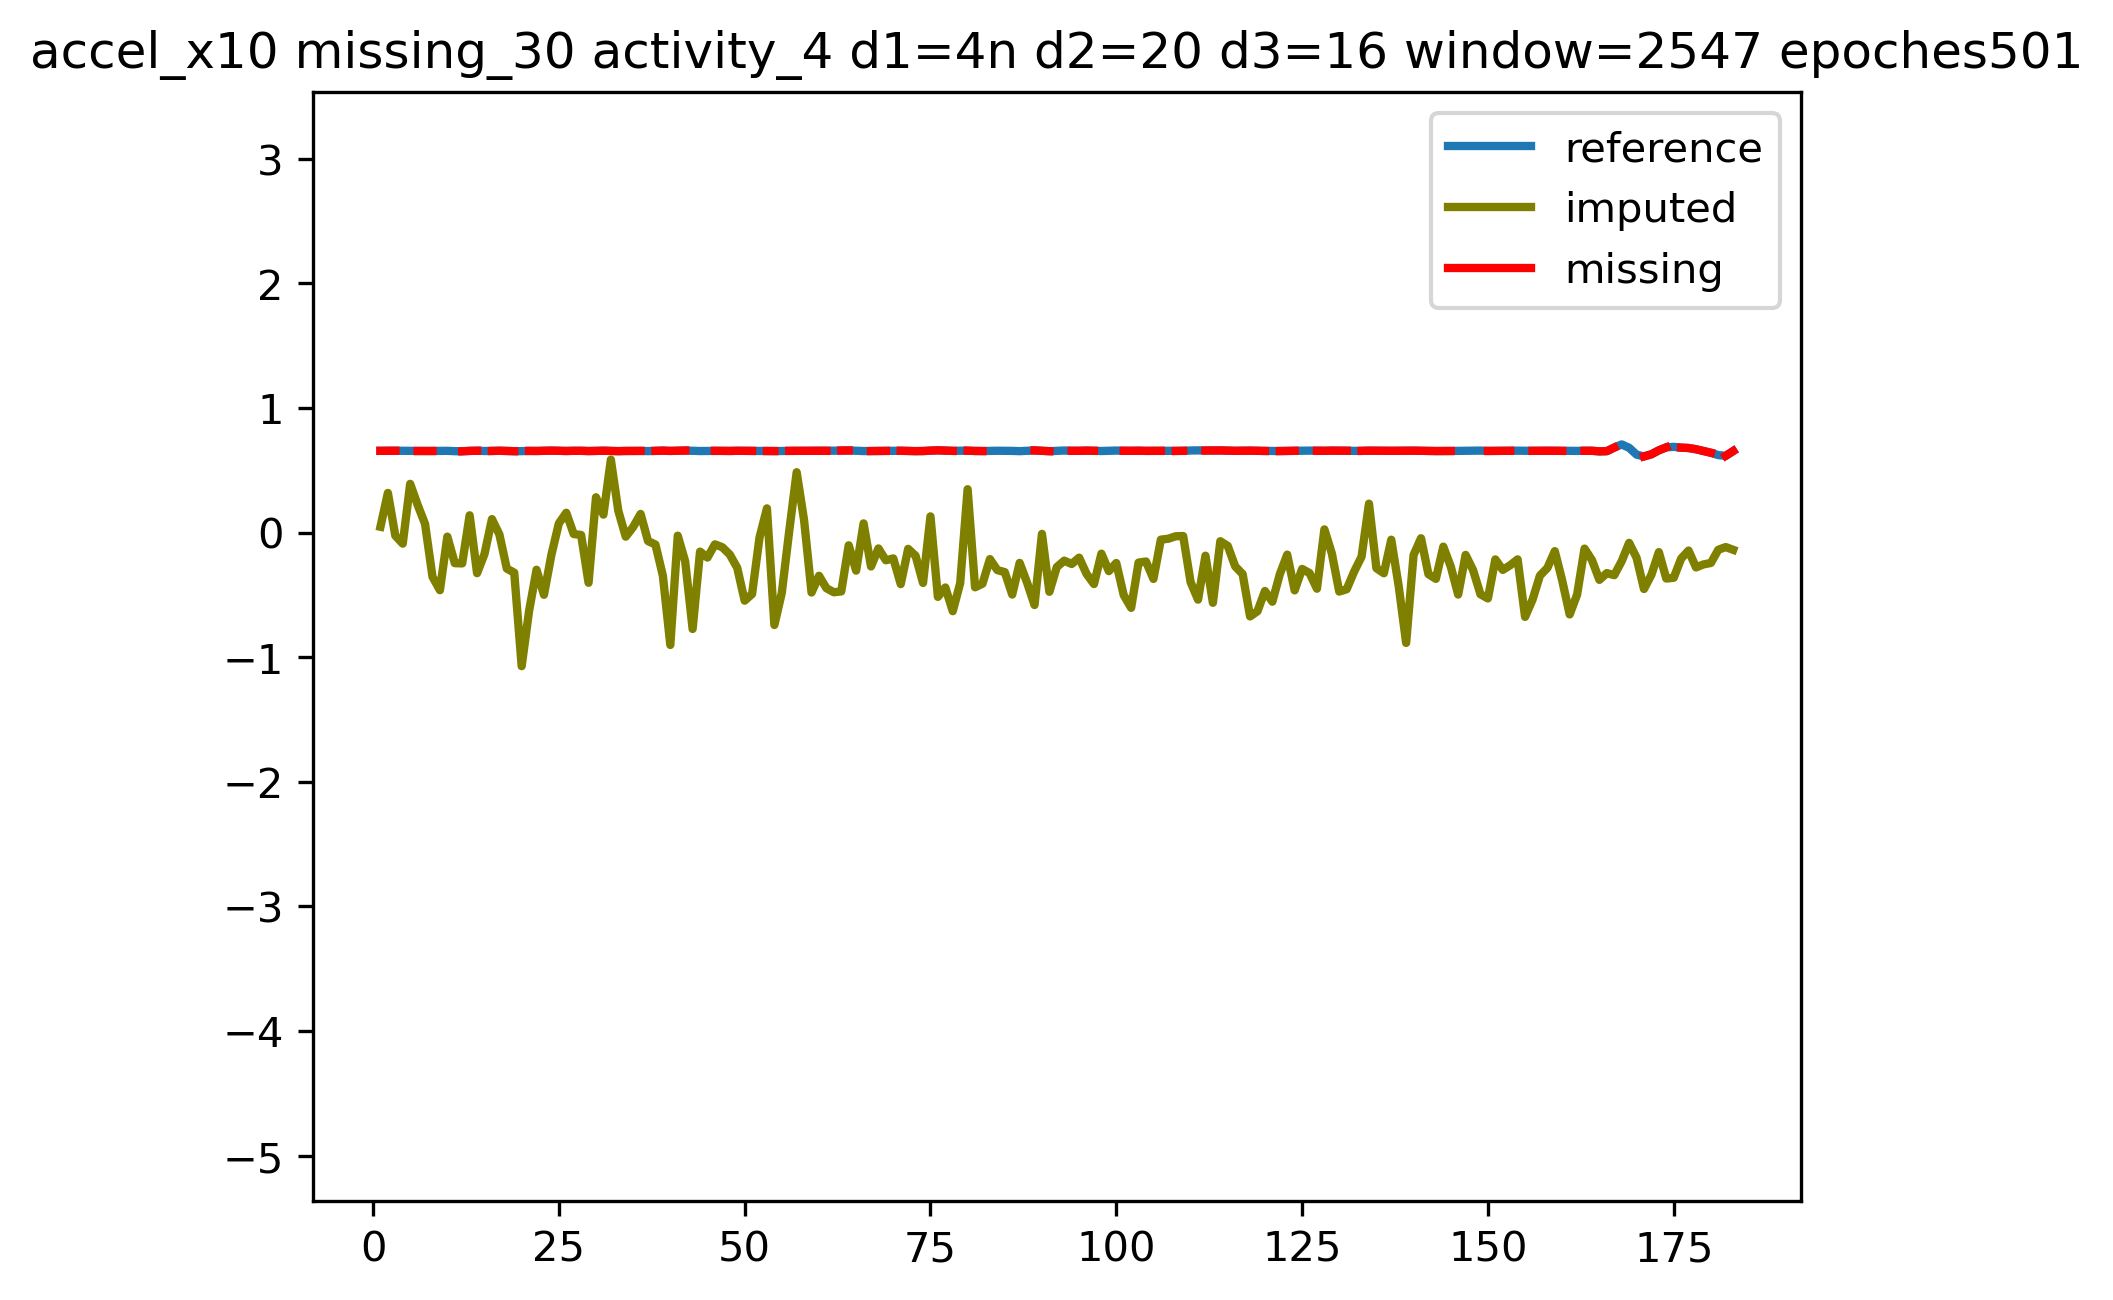 accel_x10 missing_30 activity_4 d1=4n d2=20 d3=16 window=2547 epoches501
reference
imputed
missing
3
2
1
0
−1
−2
−3
−4
−5
0 25 50 75 100 125 150 175